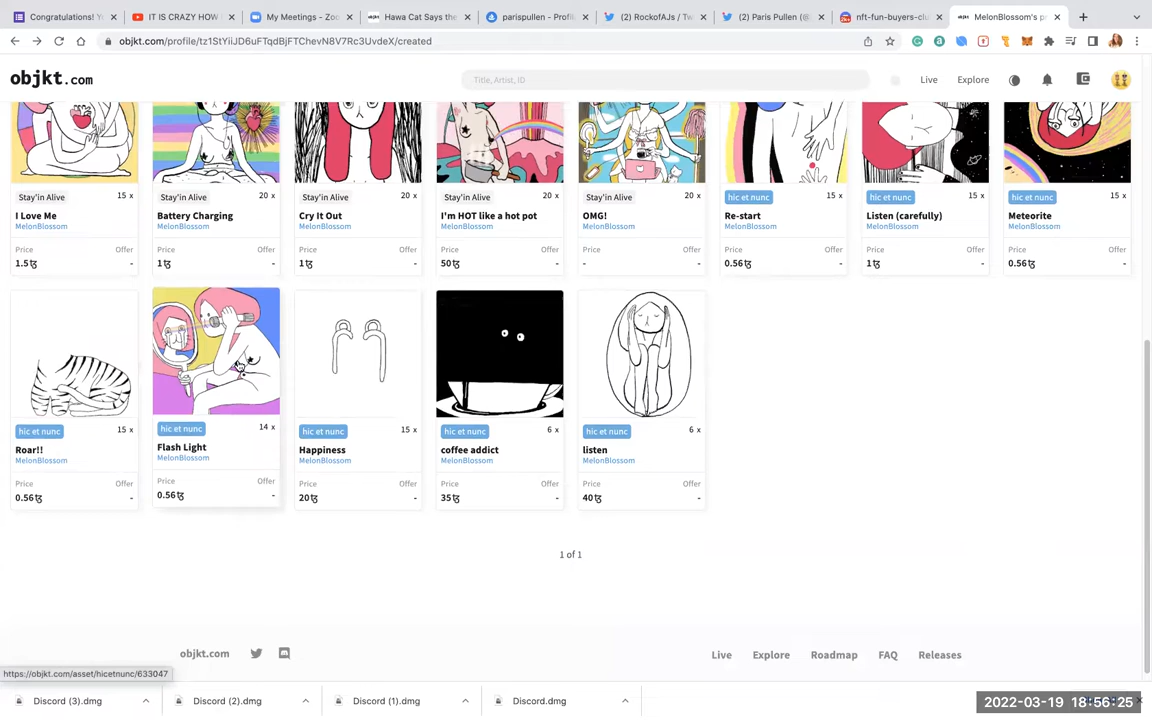 Congratulations! Y
IT IS CRAZY HOW
My Meetings - Zoo
Hawa Cat Says the
parispullen - Profil
(2) RockofAJs / Tw
(2) Paris Pullen (@
nft-fun-buyers-clu
MelonBlossom's pr
objkt.com/profile/tz1StYiiJD6uFTqdBjFTChevN8V7Rc3UvdeX/created
objkt.com
Title, Artist, ID
Live
Explore
Stay'in Alive 15 x
I Love Me
MelonBlossom
Price Offer
1.5ꜩ -
Stay'in Alive 20 x
Battery Charging
MelonBlossom
Price Offer
1ꜩ -
Stay'in Alive 20 x
Cry It Out
MelonBlossom
Price Offer
1ꜩ -
Stay'in Alive 20 x
I'm HOT like a hot pot
MelonBlossom
Price Offer
50ꜩ -
Stay'in Alive 20 x
OMG!
MelonBlossom
Price Offer
- -
hic et nunc 15 x
Re-start
MelonBlossom
Price Offer
0.56ꜩ -
hic et nunc 15 x
Listen (carefully)
MelonBlossom
Price Offer
1ꜩ -
hic et nunc 15 x
Meteorite
MelonBlossom
Price Offer
0.56ꜩ -
hic et nunc 15 x
Roar!!
MelonBlossom
Price Offer
0.56ꜩ -
hic et nunc 14 x
Flash Light
MelonBlossom
Price Offer
0.56ꜩ -
hic et nunc 15 x
Happiness
MelonBlossom
Price Offer
20ꜩ -
hic et nunc 6 x
coffee addict
MelonBlossom
Price Offer
35ꜩ -
hic et nunc 6 x
listen
MelonBlossom
Price Offer
40ꜩ -
1 of 1
objkt.com
Live Explore Roadmap FAQ Releases
https://objkt.com/asset/hicetnunc/633047
Discord (3).dmg
Discord (2).dmg
Discord (1).dmg
Discord.dmg
2022-03-19 18:56:25